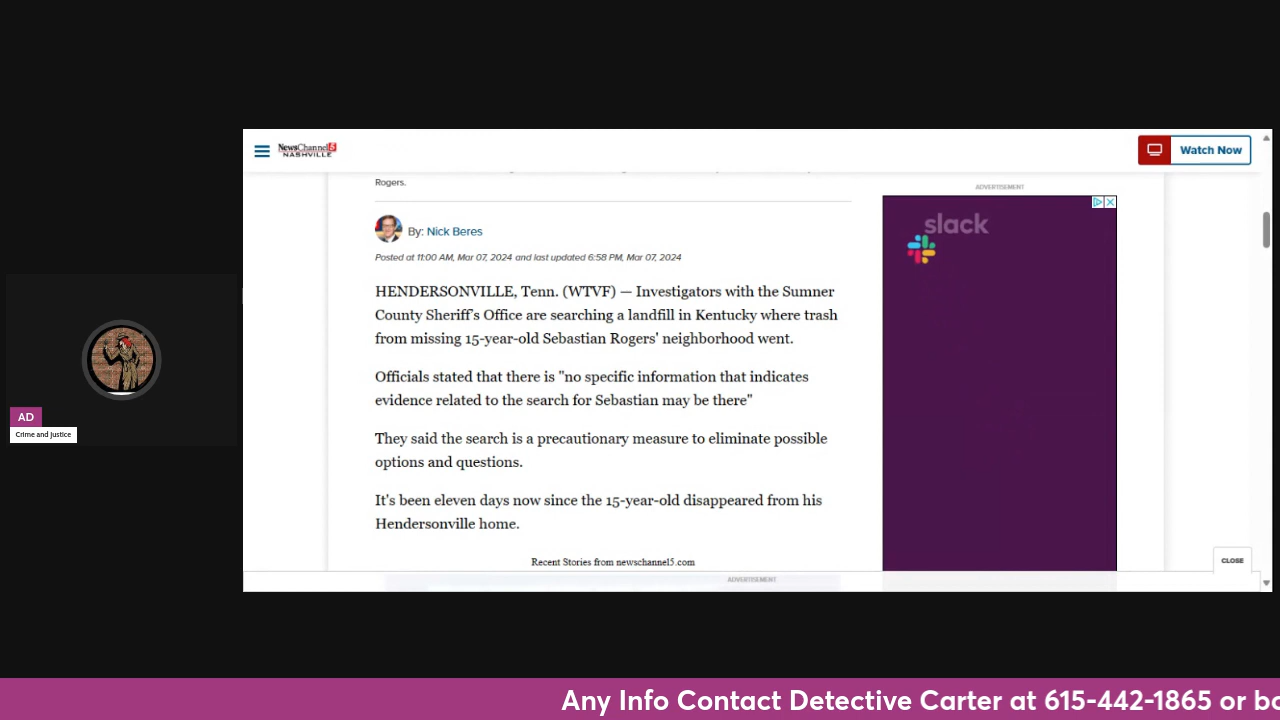 NewsChannel 5
NASHVILLE
Watch Now
Rogers.
ADVERTISEMENT
By: Nick Beres
slack
Posted at 11:00 AM, Mar 07, 2024 and last updated 6:58 PM, Mar 07, 2024
HENDERSONVILLE, Tenn. (WTVF) — Investigators with the Sumner
County Sheriff's Office are searching a landfill in Kentucky where trash
from missing 15-year-old Sebastian Rogers' neighborhood went.
Officials stated that there is "no specific information that indicates
evidence related to the search for Sebastian may be there"
They said the search is a precautionary measure to eliminate possible
options and questions.
It's been eleven days now since the 15-year-old disappeared from his
Hendersonville home.
Recent Stories from newschannel5.com
CLOSE
ADVERTISEMENT
AD
Crime and Justice
Any Info Contact Detective Carter at 615-442-1865 or